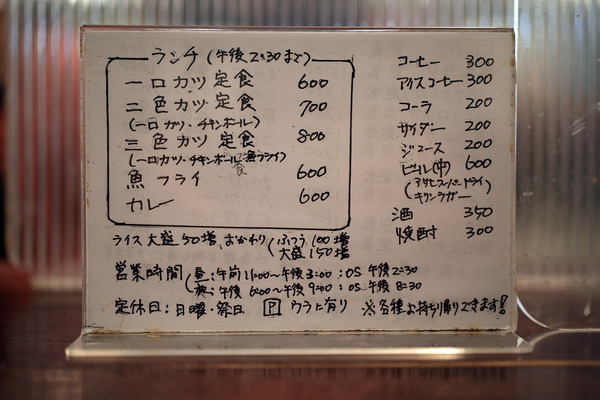 ランチ (午後2:30まで)
一口カツ定食 600
二色カツ定食 700
(一口カツ・チキンボール)
三色カツ定食 800
(一口カツ・チキンボール・魚フライ)
魚フライ 600
カレー 600
コーヒー 300
アイスコーヒー 300
コーラ 200
サイダー 200
ジュース 200
ビール(中) 600
(アサヒスーパードライ
キリンラガー)
酒 350
焼酎 300
ライス大盛50増、おかわり(ふつう100増
大盛150増
営業時間(昼:午前11:00〜午後3:00:OS午後2:30
夜:午後6:00〜午後9:00:OS午後8:30
定休日:日曜・祭日 P ウラに有り ※各種お持ち帰りできます!